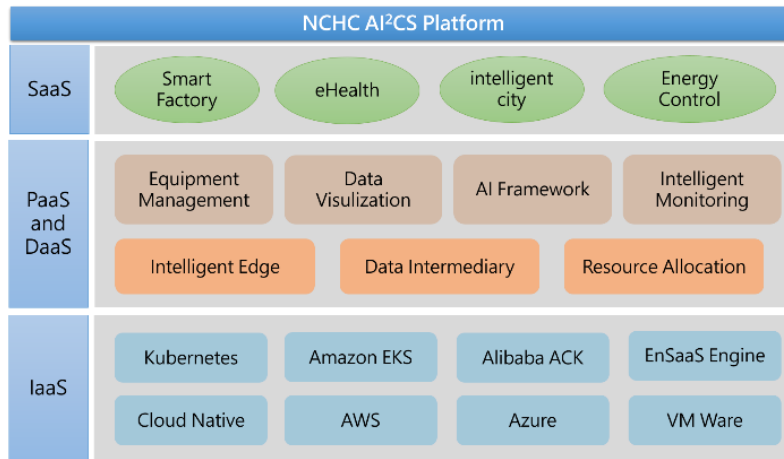 NCHC AI²CS Platform
SaaS
Smart
Factory
eHealth
intelligent
city
Energy
Control
PaaS
and
DaaS
Equipment
Management
Data
Visulization
AI Framework
Intelligent
Monitoring
Intelligent Edge
Data Intermediary
Resource Allocation
IaaS
Kubernetes
Amazon EKS
Alibaba ACK
EnSaaS Engine
Cloud Native
AWS
Azure
VM Ware